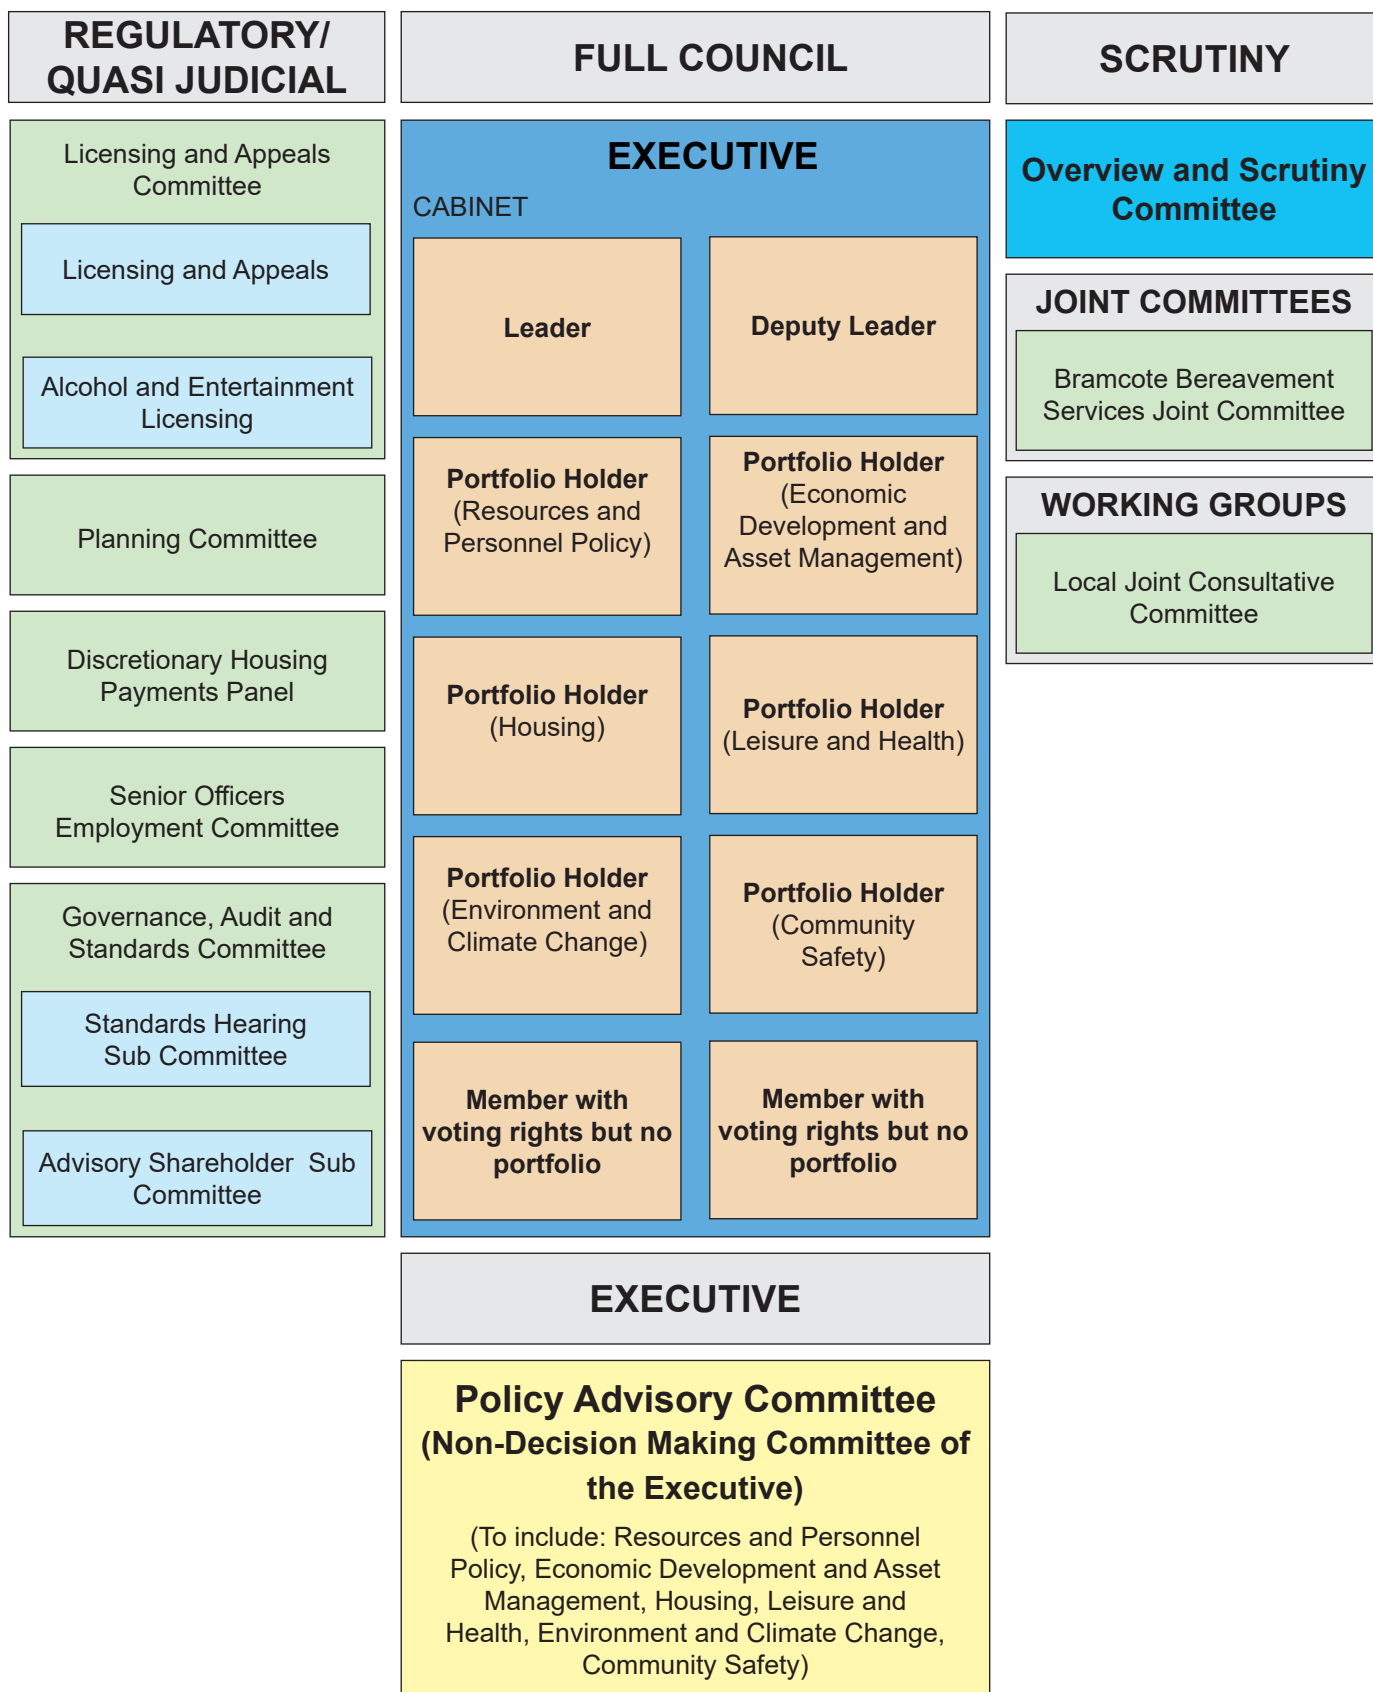 REGULATORY/
QUASI JUDICIAL
Licensing and Appeals
Committee
Licensing and Appeals
Alcohol and Entertainment
Licensing
Planning Committee
Discretionary Housing
Payments Panel
Senior Officers
Employment Committee
Governance, Audit and
Standards Committee
Standards Hearing
Sub Committee
Advisory Shareholder  Sub
Committee
FULL COUNCIL
EXECUTIVE
CABINET
Leader
Deputy Leader
Portfolio Holder
(Resources and
Personnel Policy)
Portfolio Holder
(Economic
Development and
Asset Management)
Portfolio Holder
(Housing)
Portfolio Holder
(Leisure and Health)
Portfolio Holder
(Environment and
Climate Change)
Portfolio Holder
(Community
Safety)
Member with
voting rights but no
portfolio
Member with
voting rights but no
portfolio
EXECUTIVE
Policy Advisory Committee
(Non-Decision Making Committee of
the Executive)
(To include: Resources and Personnel
Policy, Economic Development and Asset
Management, Housing, Leisure and
Health, Environment and Climate Change,
Community Safety)
SCRUTINY
Overview and Scrutiny
Committee
JOINT COMMITTEES
Bramcote Bereavement
Services Joint Committee
WORKING GROUPS
Local Joint Consultative
Committee